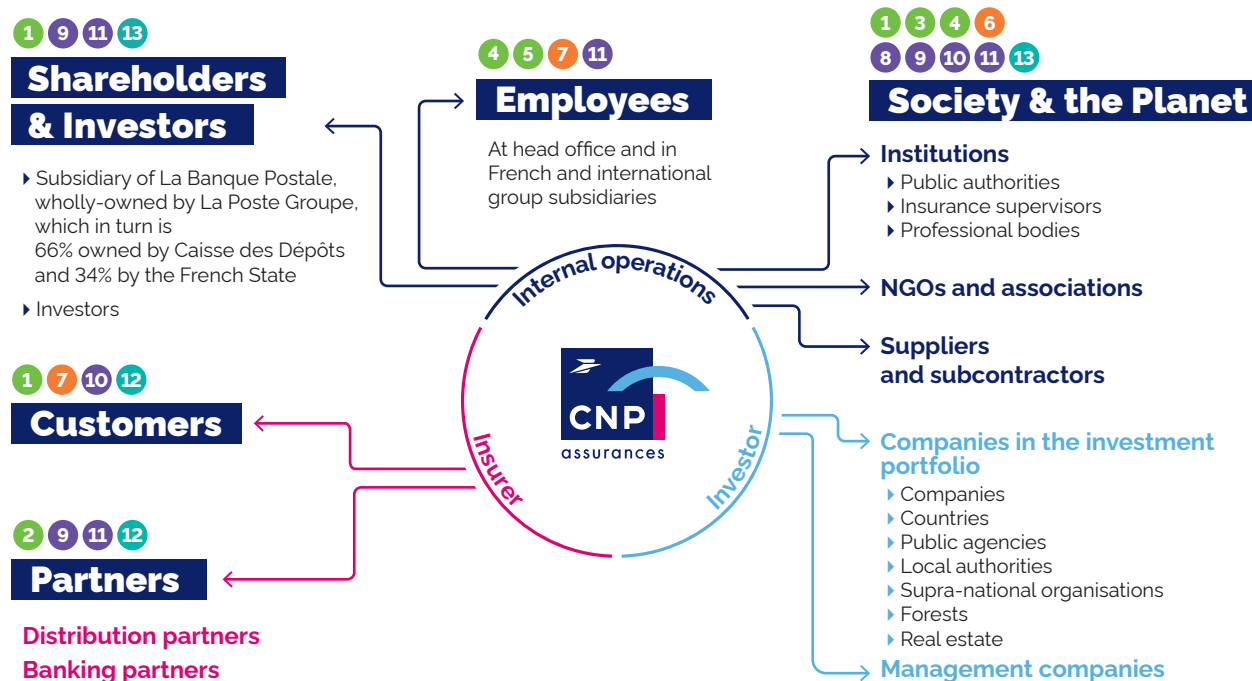 1 9 11 13
Shareholders
& Investors
Subsidiary of La Banque Postale,
wholly-owned by La Poste Groupe,
which in turn is
66% owned by Caisse des Dépôts
and 34% by the French State
Investors
4 5 7 11
Employees
At head office and in
French and international
group subsidiaries
1 3 4 6
8 9 10 11 13
Society & the Planet
Institutions
Public authorities
Insurance supervisors
Professional bodies
NGOs and associations
Suppliers
and subcontractors
Internal operations
CNP
assurances
Insurer
Investor
1 7 10 12
Customers
2 9 11 12
Partners
Distribution partners
Banking partners
Companies in the investment
portfolio
Companies
Countries
Public agencies
Local authorities
Supra-national organisations
Forests
Real estate
Management companies